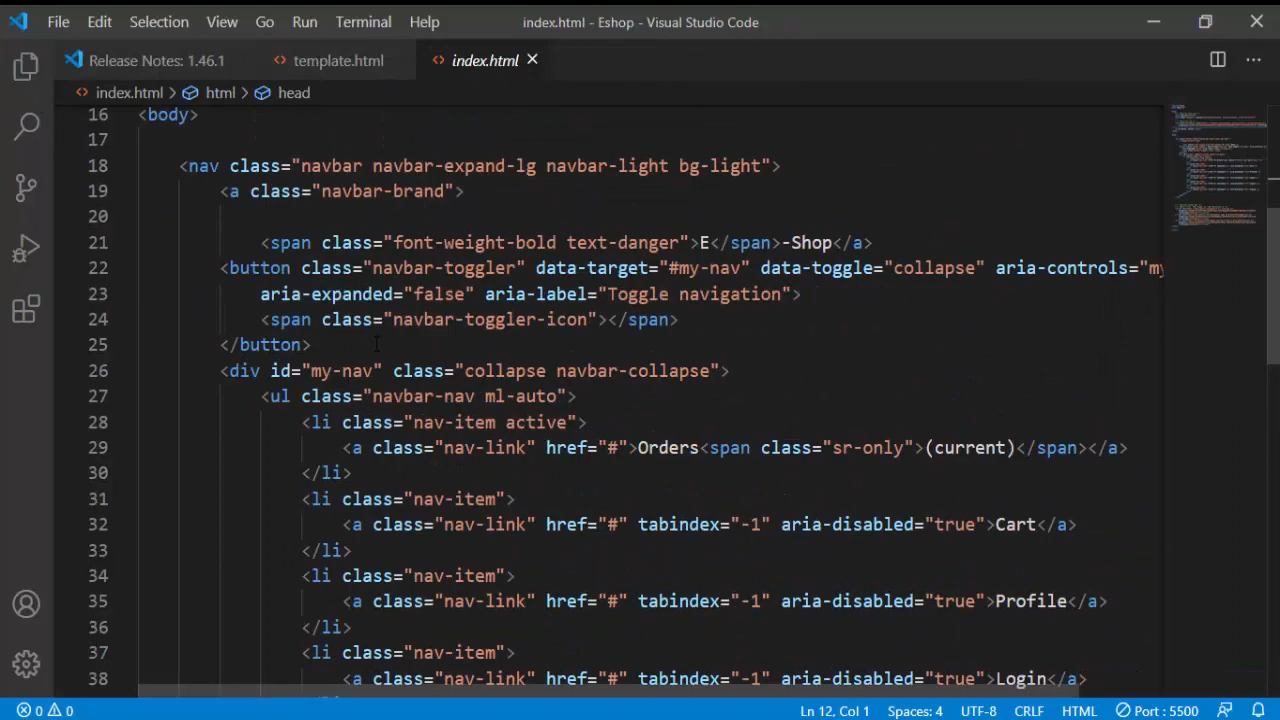 File Edit Selection View Go Run Terminal Help index.html - Eshop - Visual Studio Code
Release Notes: 1.46.1 template.html index.html
index.html > html > head
16 <body>
17
18 <nav class="navbar navbar-expand-lg navbar-light bg-light">
19 <a class="navbar-brand">
20
21 <span class="font-weight-bold text-danger">E</span>-Shop</a>
22 <button class="navbar-toggler" data-target="#my-nav" data-toggle="collapse" aria-controls="my
23 aria-expanded="false" aria-label="Toggle navigation">
24 <span class="navbar-toggler-icon"></span>
25 </button>
26 <div id="my-nav" class="collapse navbar-collapse">
27 <ul class="navbar-nav ml-auto">
28 <li class="nav-item active">
29 <a class="nav-link" href="#">Orders<span class="sr-only">(current)</span></a>
30 </li>
31 <li class="nav-item">
32 <a class="nav-link" href="#" tabindex="-1" aria-disabled="true">Cart</a>
33 </li>
34 <li class="nav-item">
35 <a class="nav-link" href="#" tabindex="-1" aria-disabled="true">Profile</a>
36 </li>
37 <li class="nav-item">
38 <a class="nav-link" href="#" tabindex="-1" aria-disabled="true">Login</a>
0 0 Ln 12, Col 1 Spaces: 4 UTF-8 CRLF HTML Port : 5500